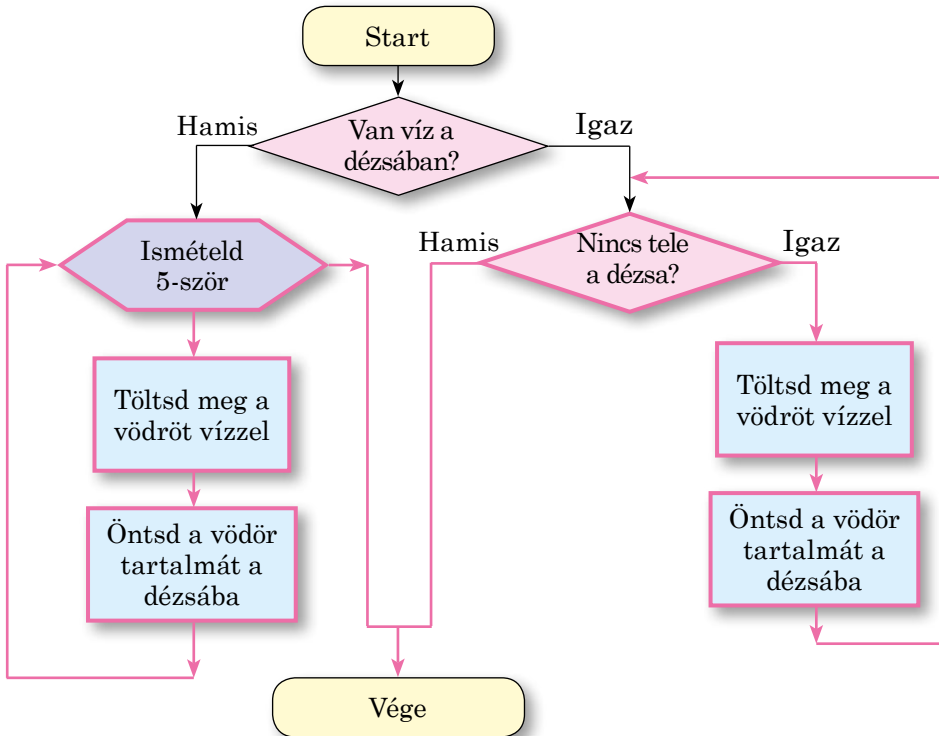 Start
Hamis
Van víz a
dézsában?
Igaz
Ismételd
5-ször
Hamis
Nincs tele
a dézsa?
Igaz
Töltsd meg a
vödröt vízzel
Töltsd meg a
vödröt vízzel
Öntsd a vödör
tartalmát a
dézsába
Öntsd a vödör
tartalmát a
dézsába
Vége